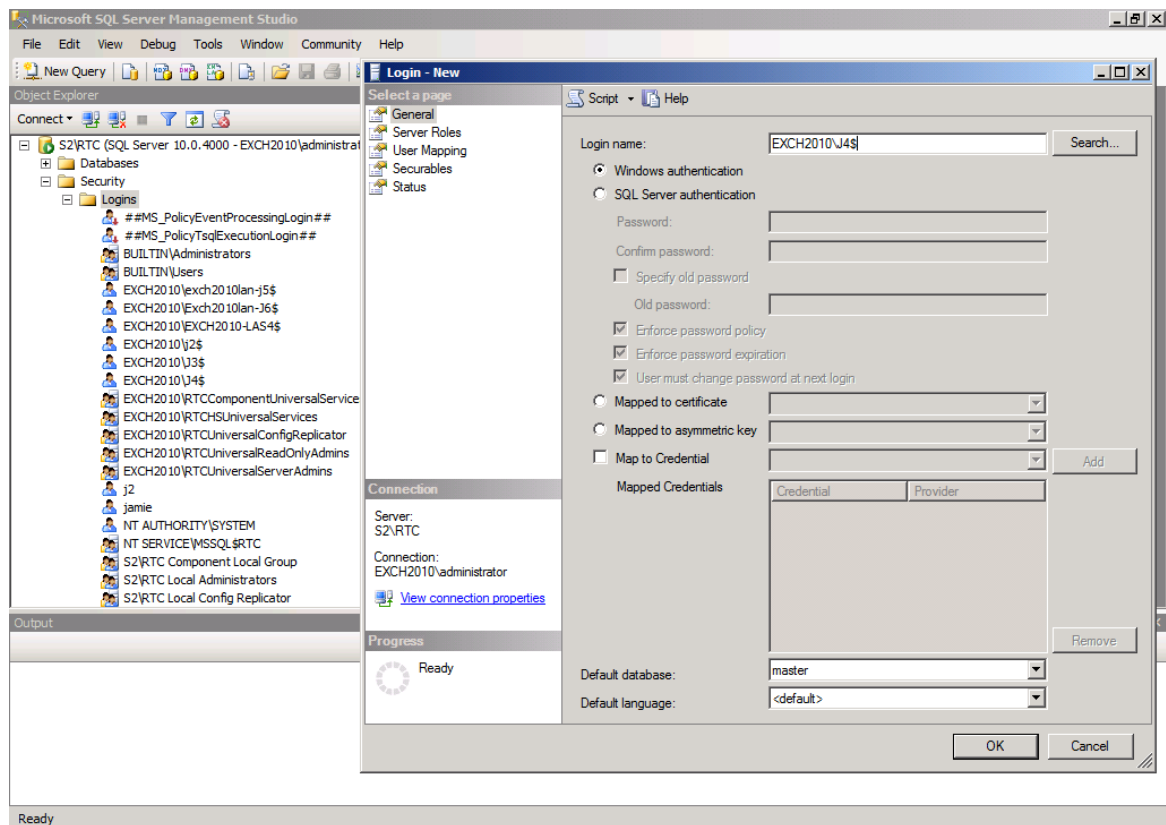 Microsoft SQL Server Management Studio
File Edit View Debug Tools Window Community Help
New Query
Object Explorer
Connect
S2\RTC (SQL Server 10.0.4000 - EXCH2010\administrat
Databases
Security
Logins
##MS_PolicyEventProcessingLogin##
##MS_PolicyTsqlExecutionLogin##
BUILTIN\Administrators
BUILTIN\Users
EXCH2010\exch2010lan-j5$
EXCH2010\Exch2010lan-J6$
EXCH2010\EXCH2010-LAS4$
EXCH2010\j2$
EXCH2010\J3$
EXCH2010\J4$
EXCH2010\RTCComponentUniversalService
EXCH2010\RTCHSUniversalServices
EXCH2010\RTCUniversalConfigReplicator
EXCH2010\RTCUniversalReadOnlyAdmins
EXCH2010\RTCUniversalServerAdmins
j2
jamie
NT AUTHORITY\SYSTEM
NT SERVICE\MSSQL$RTC
S2\RTC Component Local Group
S2\RTC Local Administrators
S2\RTC Local Config Replicator
Output
Ready
Login - New
Select a page
General
Server Roles
User Mapping
Securables
Status
Connection
Server:
S2\RTC
Connection:
EXCH2010\administrator
View connection properties
Progress
Ready
Script Help
Login name: EXCH2010\J4$ Search...
Windows authentication
SQL Server authentication
Password:
Confirm password:
Specify old password
Old password:
Enforce password policy
Enforce password expiration
User must change password at next login
Mapped to certificate
Mapped to asymmetric key
Map to Credential Add
Mapped Credentials Credential Provider
Remove
Default database: master
Default language: <default>
OK Cancel